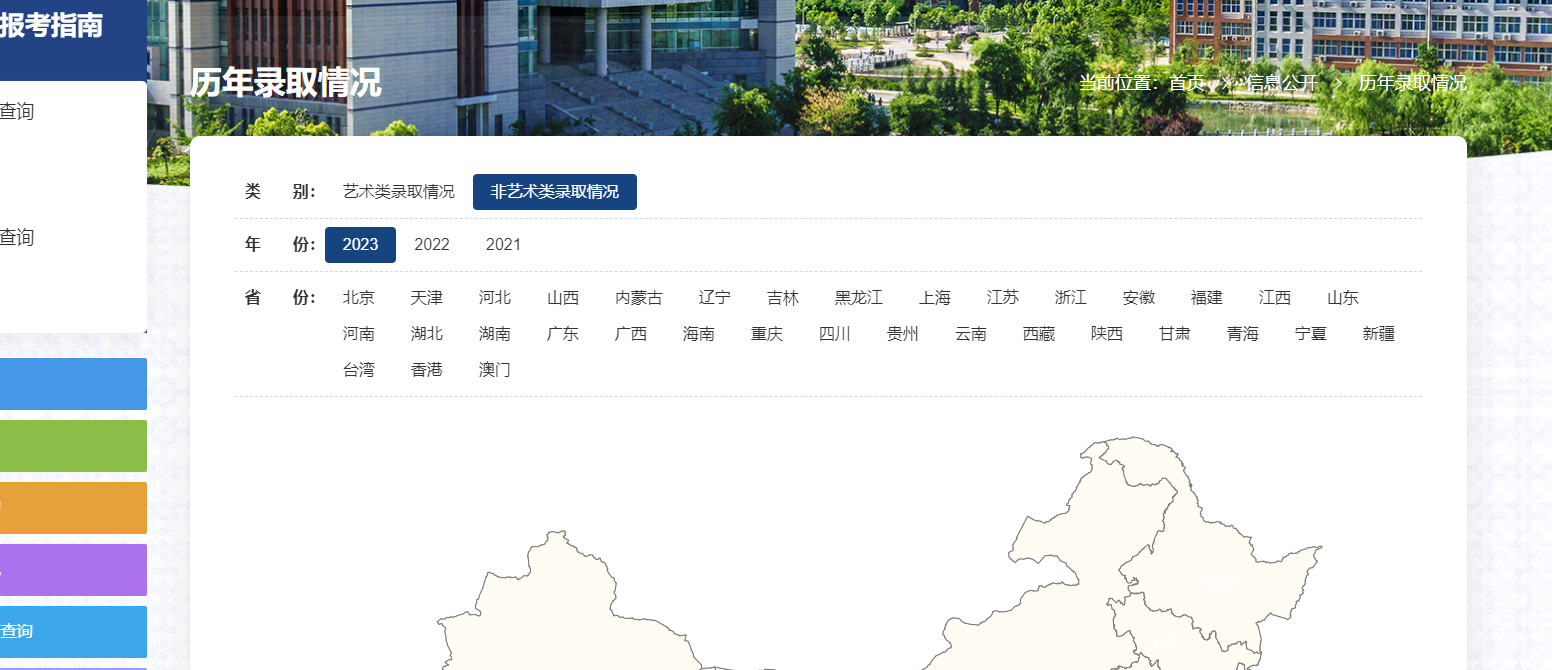 报考指南
查询
查询
查询
历年录取情况
当前位置: 首页 > 信息公开 > 历年录取情况
类 别: 艺术类录取情况 非艺术类录取情况
年 份: 2023 2022 2021
省 份: 北京 天津 河北 山西 内蒙古 辽宁 吉林 黑龙江 上海 江苏 浙江 安徽 福建 江西 山东
河南 湖北 湖南 广东 广西 海南 重庆 四川 贵州 云南 西藏 陕西 甘肃 青海 宁夏 新疆
台湾 香港 澳门